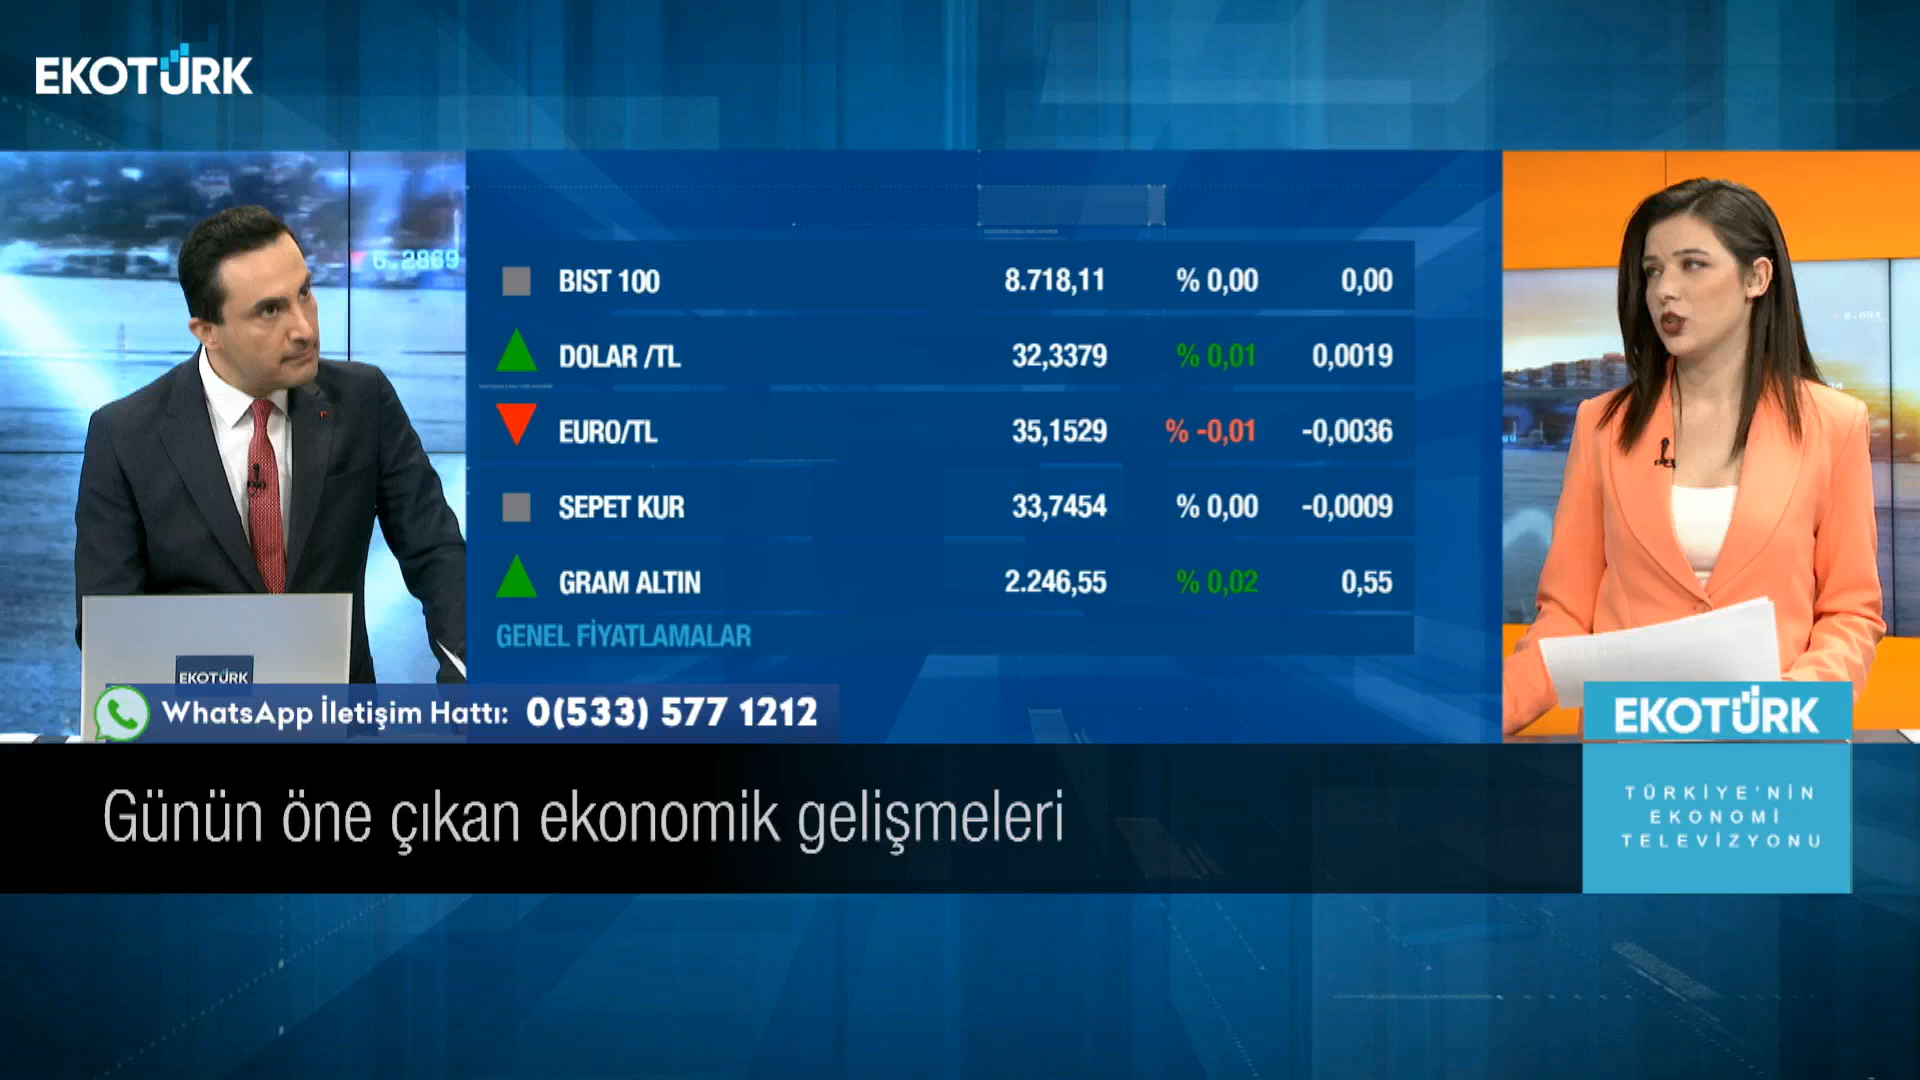 EKOTÜRK
6.2869
BIST 100 8.718,11 % 0,00 0,00
DOLAR /TL 32,3379 % 0,01 0,0019
EURO/TL 35,1529 % -0,01 -0,0036
SEPET KUR 33,7454 % 0,00 -0,0009
GRAM ALTIN 2.246,55 % 0,02 0,55
GENEL FİYATLAMALAR
EKOTÜRK
WhatsApp İletişim Hattı: 0(533) 577 1212
EKOTÜRK
Günün öne çıkan ekonomik gelişmeleri
TÜRKİYE'NİN
EKONOMİ
TELEVİZYONU